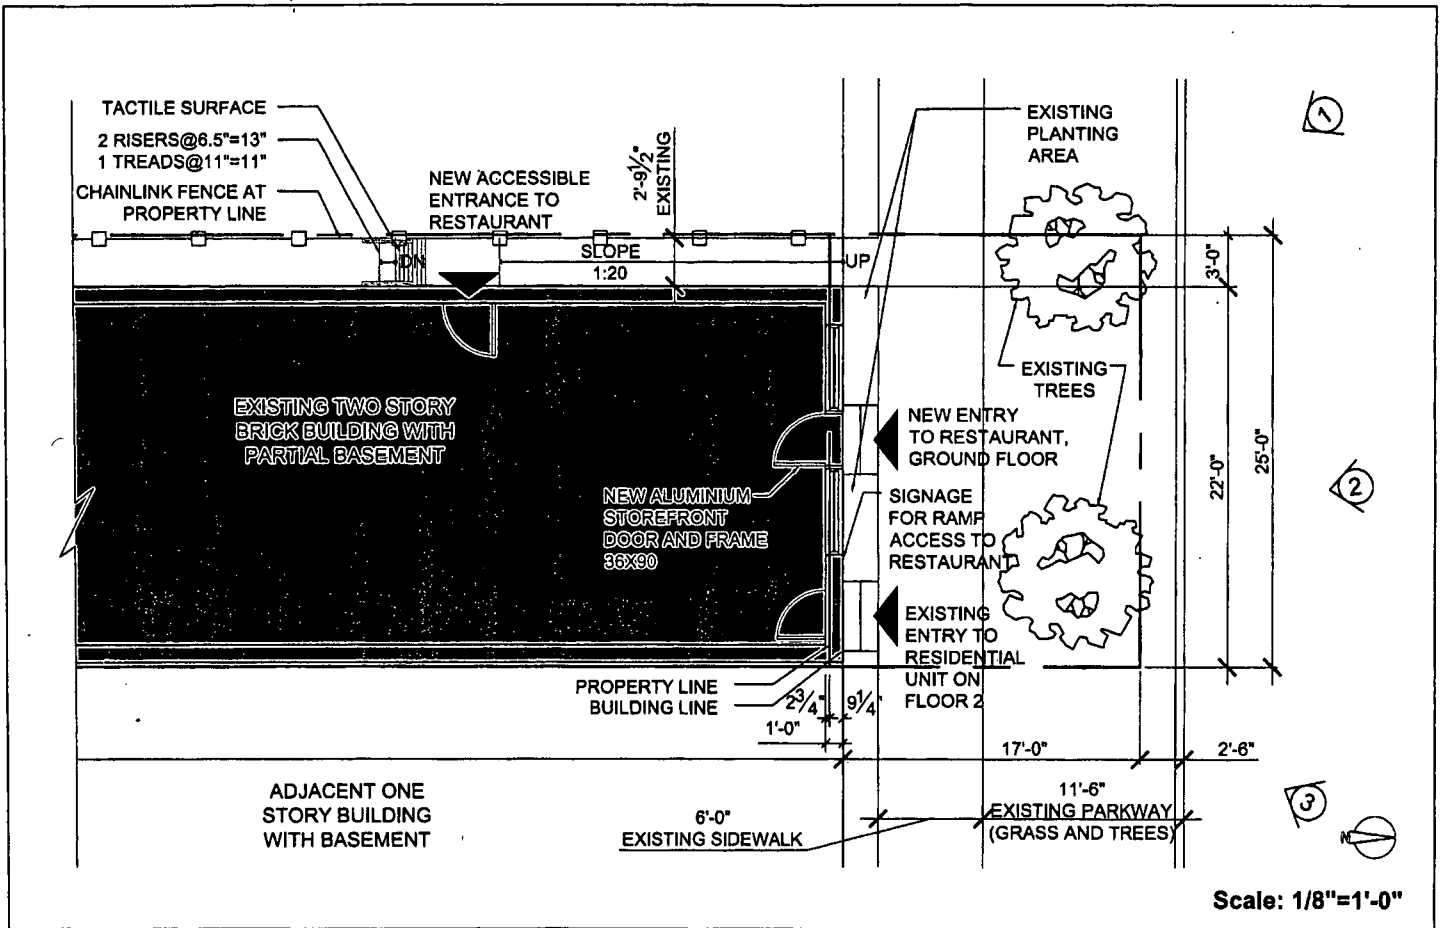 TACTILE SURFACE
2 RISERS@6.5"=13"
1 TREADS@11"=11"
CHAINLINK FENCE AT
PROPERTY LINE
NEW ACCESSIBLE
ENTRANCE TO
RESTAURANT
2'-9½"
EXISTING
EXISTING
PLANTING
AREA
1
DN
SLOPE
1:20
UP
3'-0"
EXISTING
TREES
EXISTING TWO STORY
BRICK BUILDING WITH
PARTIAL BASEMENT
NEW ENTRY
TO RESTAURANT,
GROUND FLOOR
22'-0"
25'-0"
2
NEW ALUMINIUM
STOREFRONT
DOOR AND FRAME
36X90
SIGNAGE
FOR RAMP
ACCESS TO
RESTAURANT
EXISTING
ENTRY TO
RESIDENTIAL
UNIT ON
FLOOR 2
PROPERTY LINE
BUILDING LINE
2¾"
9¼"
1'-0"
17'-0"
2'-6"
ADJACENT ONE
STORY BUILDING
WITH BASEMENT
6'-0"
EXISTING SIDEWALK
11'-6"
EXISTING PARKWAY
(GRASS AND TREES)
3
N
Scale: 1/8"=1'-0"